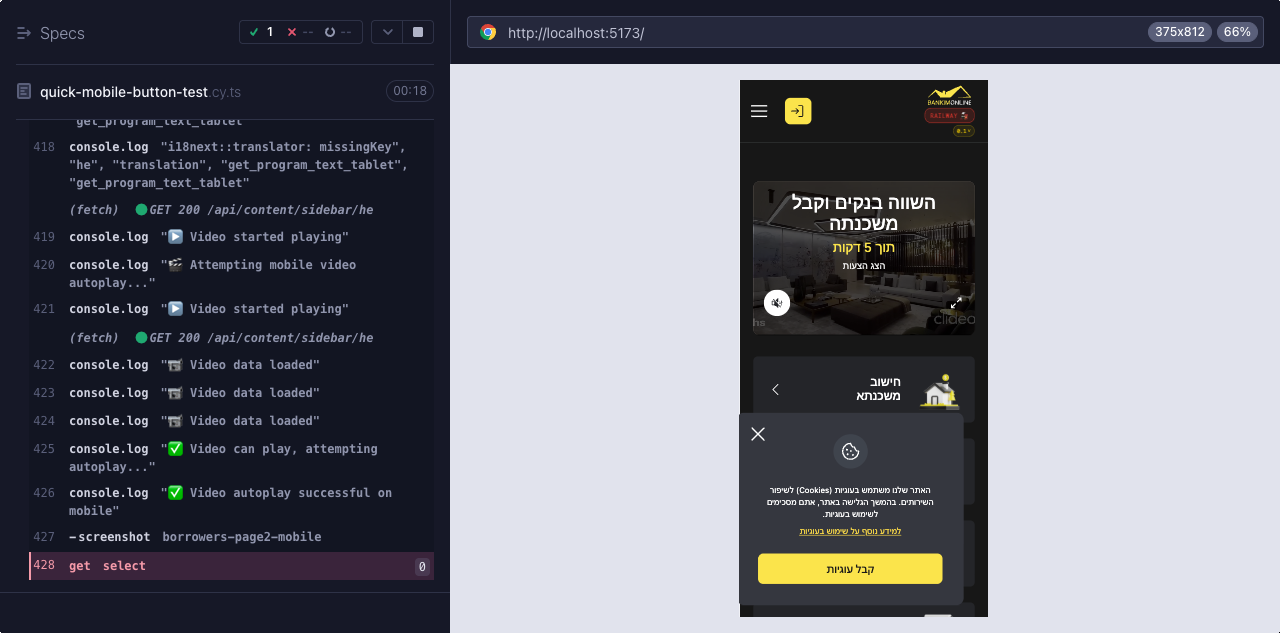 Specs
1
--
--
http://localhost:5173/
375x812
66%
quick-mobile-button-test.cy.ts
00:18
"get_program_text_tablet"
418 console.log "i18next::translator: missingKey",
"he", "translation", "get_program_text_tablet",
"get_program_text_tablet"
(fetch) GET 200 /api/content/sidebar/he
419 console.log "▶️ Video started playing"
420 console.log "🎬 Attempting mobile video
autoplay..."
421 console.log "▶️ Video started playing"
(fetch) GET 200 /api/content/sidebar/he
422 console.log "📹 Video data loaded"
423 console.log "📹 Video data loaded"
424 console.log "📹 Video data loaded"
425 console.log "✅ Video can play, attempting
autoplay..."
426 console.log "✅ Video autoplay successful on
mobile"
427 -screenshot borrowers-page2-mobile
428 get select 0
BANKIMONLINE
RAILWAY
השווה בנקים וקבל
משכנתה
תוך 5 דקות
הצג הצעות
clideo
חישוב
משכנתא
האתר שלנו משתמש בעוגיות (Cookies) לשיפור
השירותים. בהמשך הגלישה באתר, אתם מסכימים
לשימוש בעוגיות.
למידע נוסף על שימוש בעוגיות
קבל עוגיות